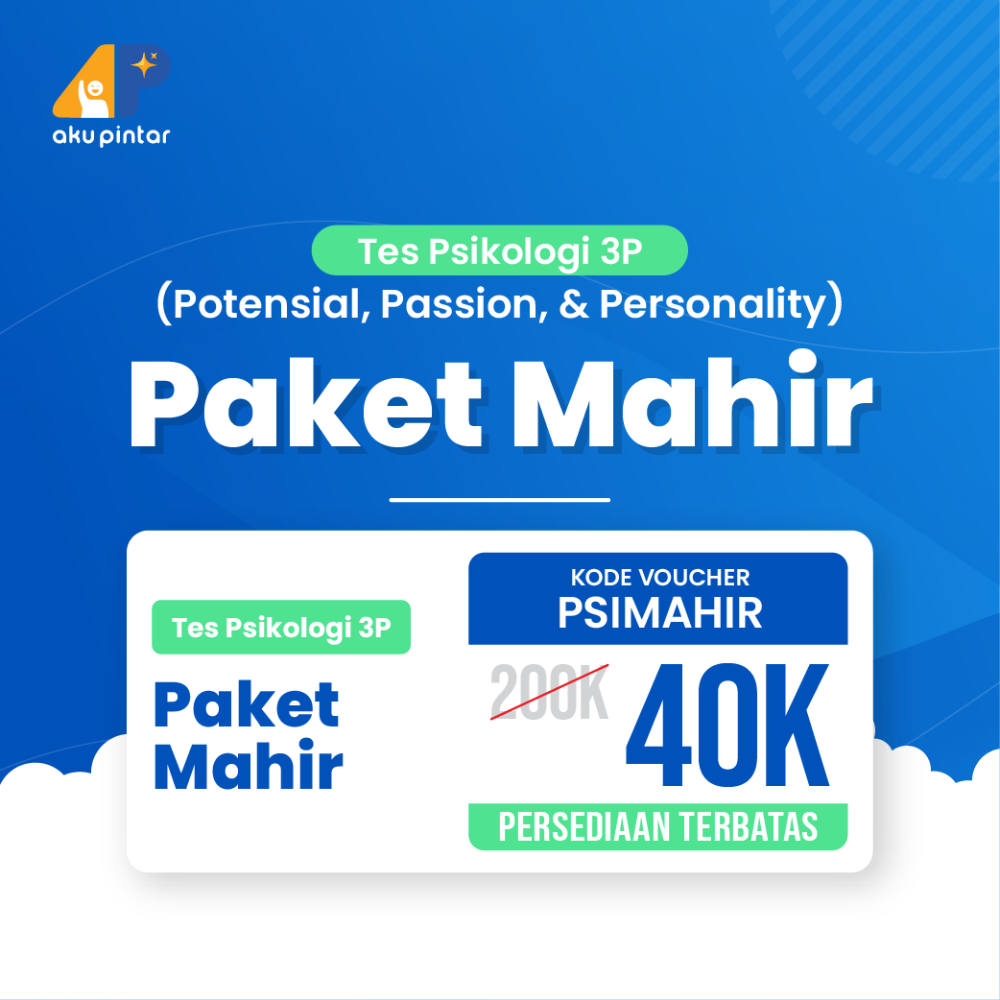 aku pintar
Tes Psikologi 3P
(Potensial, Passion, & Personality)
Paket Mahir
Tes Psikologi 3P
Paket
Mahir
KODE VOUCHER
PSIMAHIR
200K
40K
PERSEDIAAN TERBATAS